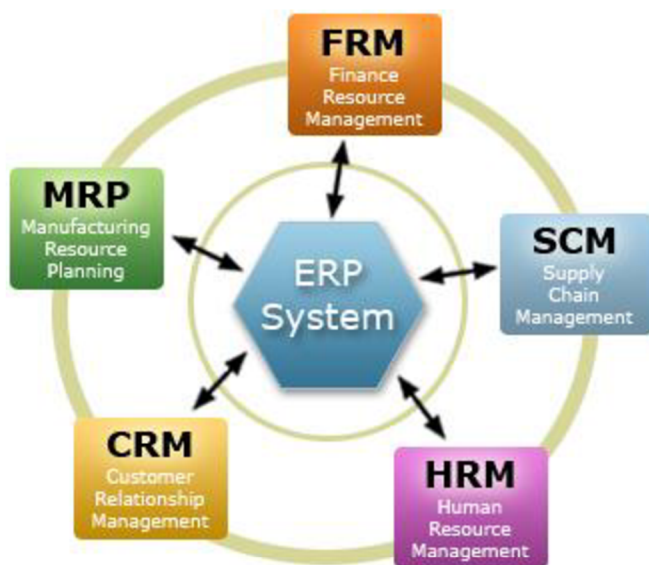 FRM
Finance
Resource
Management
MRP
Manufacturing
Resource
Planning
ERP
System
SCM
Supply
Chain
Management
CRM
Customer
Relationship
Management
HRM
Human
Resource
Management